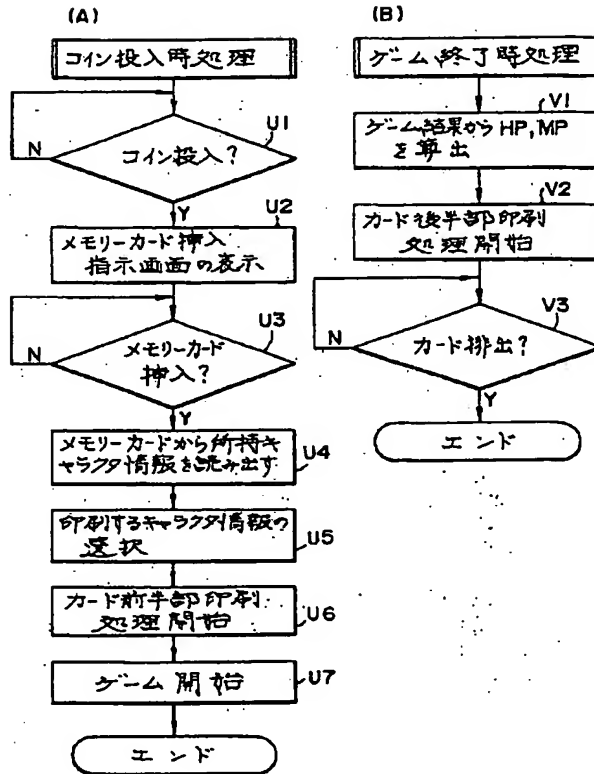 (A)
コイン投入時処理
U1
コイン投入?
N
Y
U2
メモリーカード挿入
指示画面の表示
U3
メモリーカード
挿入?
N
Y
メモリーカードから所持キ
ャラクタ情報を読み出す
U4
印刷するキャラクタ情報の
選択
U5
カード前半部印刷
処理開始
U6
ゲーム開始
U7
エンド
(B)
ゲーム終了時処理
V1
ゲーム結果からHP,MP
を算出
V2
カード後半部印刷
処理開始
V3
カード排出?
N
Y
エンド